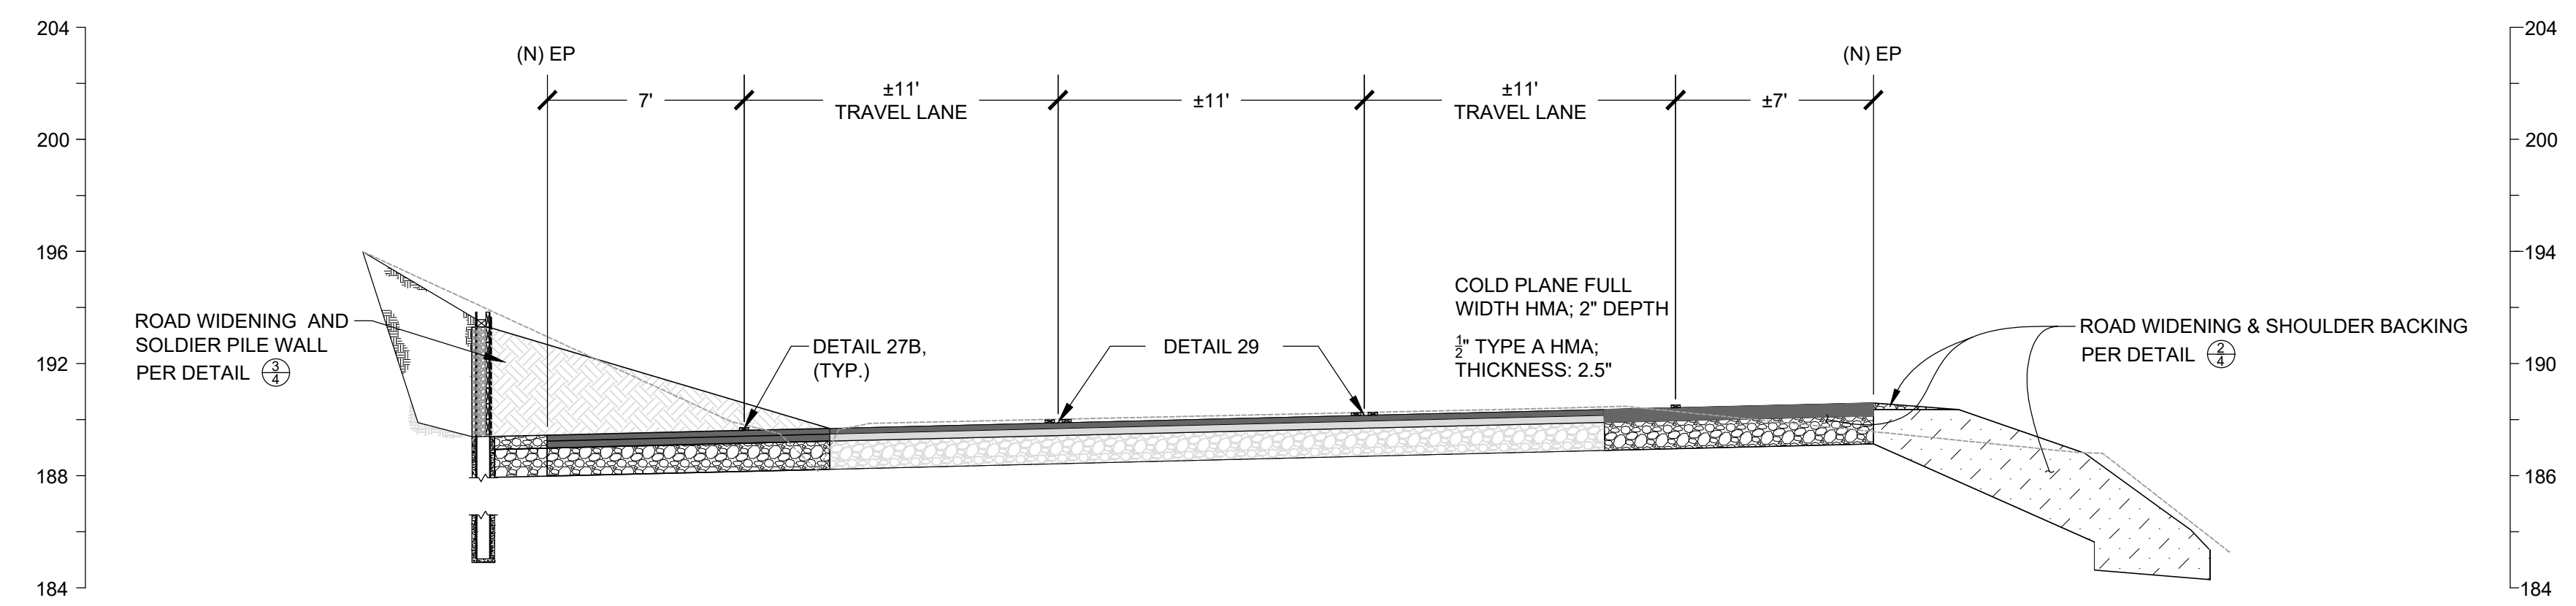 204
204
(N) EP
(N) EP
7'
±11'
TRAVEL LANE
±11'
±11'
TRAVEL LANE
±7'
200
200
196
194
COLD PLANE FULL
WIDTH HMA; 2" DEPTH
1/2" TYPE A HMA;
THICKNESS: 2.5"
ROAD WIDENING AND
SOLDIER PILE WALL
PER DETAIL 3/4
DETAIL 27B,
(TYP.)
DETAIL 29
ROAD WIDENING & SHOULDER BACKING
PER DETAIL 2/4
192
190
188
186
184
184